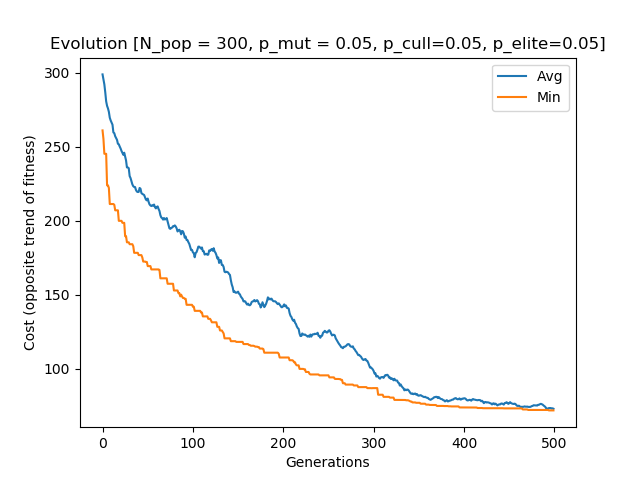 Evolution [N_pop = 300, p_mut = 0.05, p_cull=0.05, p_elite=0.05]
300
250
200
150
100
Cost (opposite trend of fitness)
Avg
Min
0
100
200
300
400
500
Generations